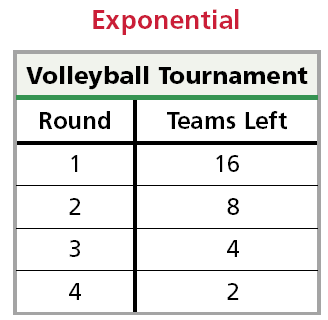 Exponential
Volleyball Tournament
Round Teams Left
1 16
2 8
3 4
4 2